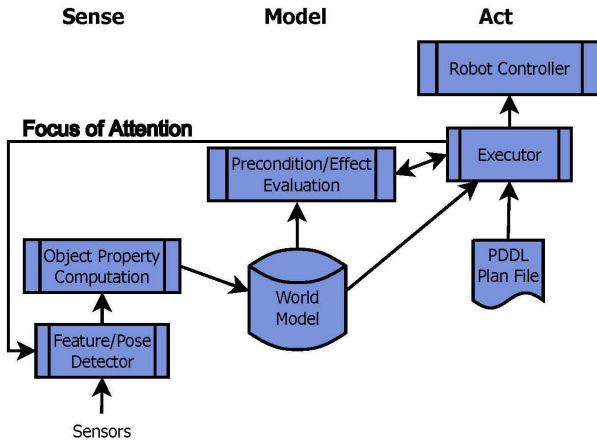 Sense
Model
Act
Robot Controller
Focus of Attention
Executor
Precondition/Effect
Evaluation
Object Property
Computation
PDDL
Plan File
World
Model
Feature/Pose
Detector
Sensors